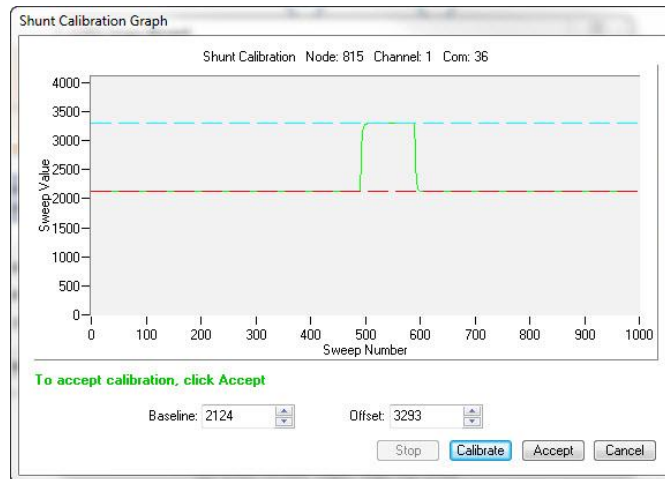 Shunt Calibration Graph
Shunt Calibration Node: 815 Channel: 1 Com: 36
4000
3500
3000
2500
2000
1500
1000
500
0
Sweep Value
0 100 200 300 400 500 600 700 800 900 1000
Sweep Number
To accept calibration, click Accept
Baseline: 2124 Offset: 3293
Stop Calibrate Accept Cancel